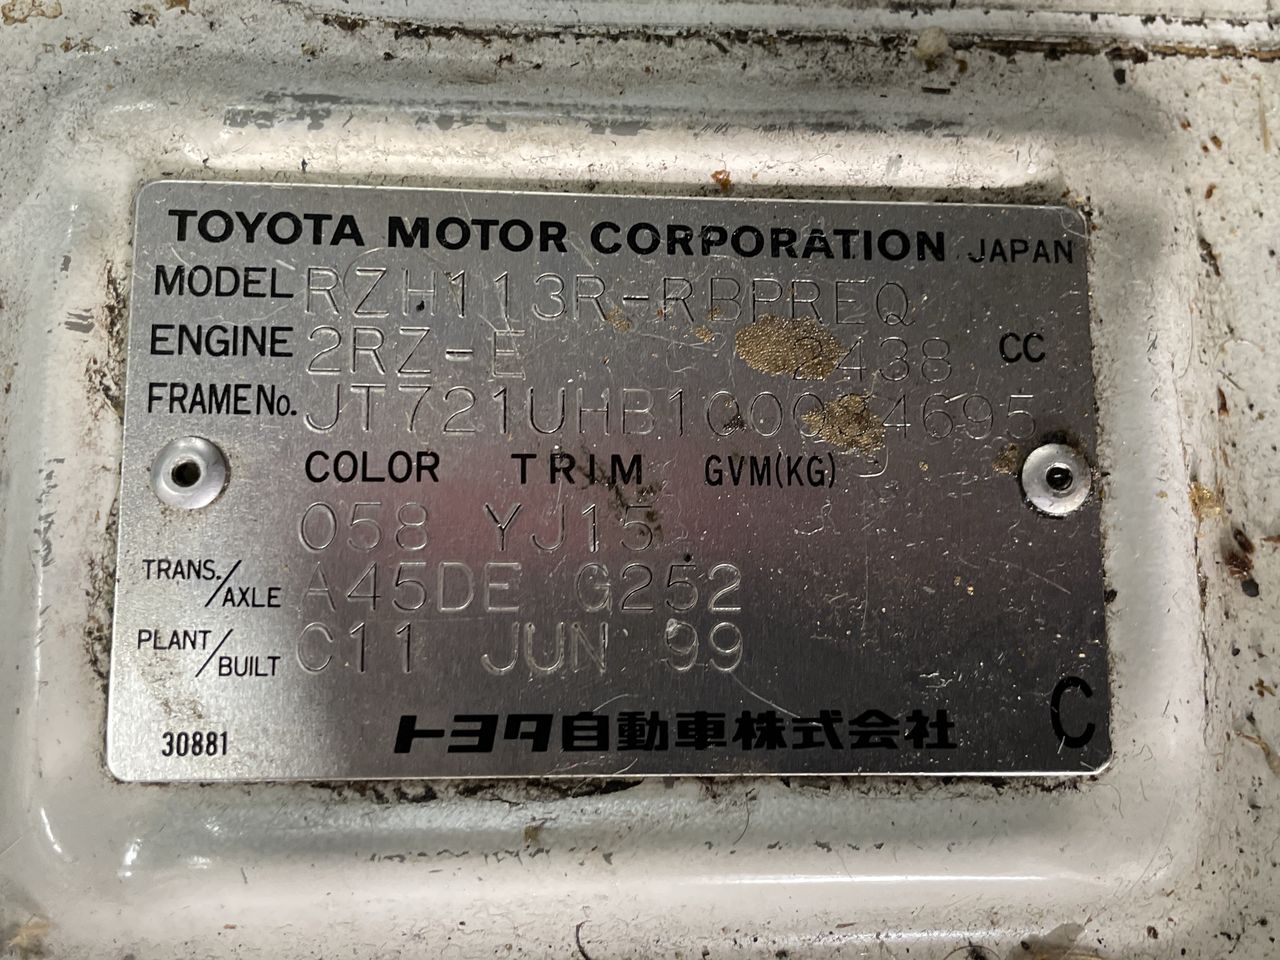 TOYOTA MOTOR CORPORATION JAPAN
MODEL RZH113R-RBPREQ
ENGINE 2RZ-E 2438 CC
FRAME No.
COLOR TRIM GVM(KG)
058 YJ15
TRANS./AXLE A45DE G252
PLANT/BUILT C11 JUN 99
30881 トヨタ自動車株式会社 C